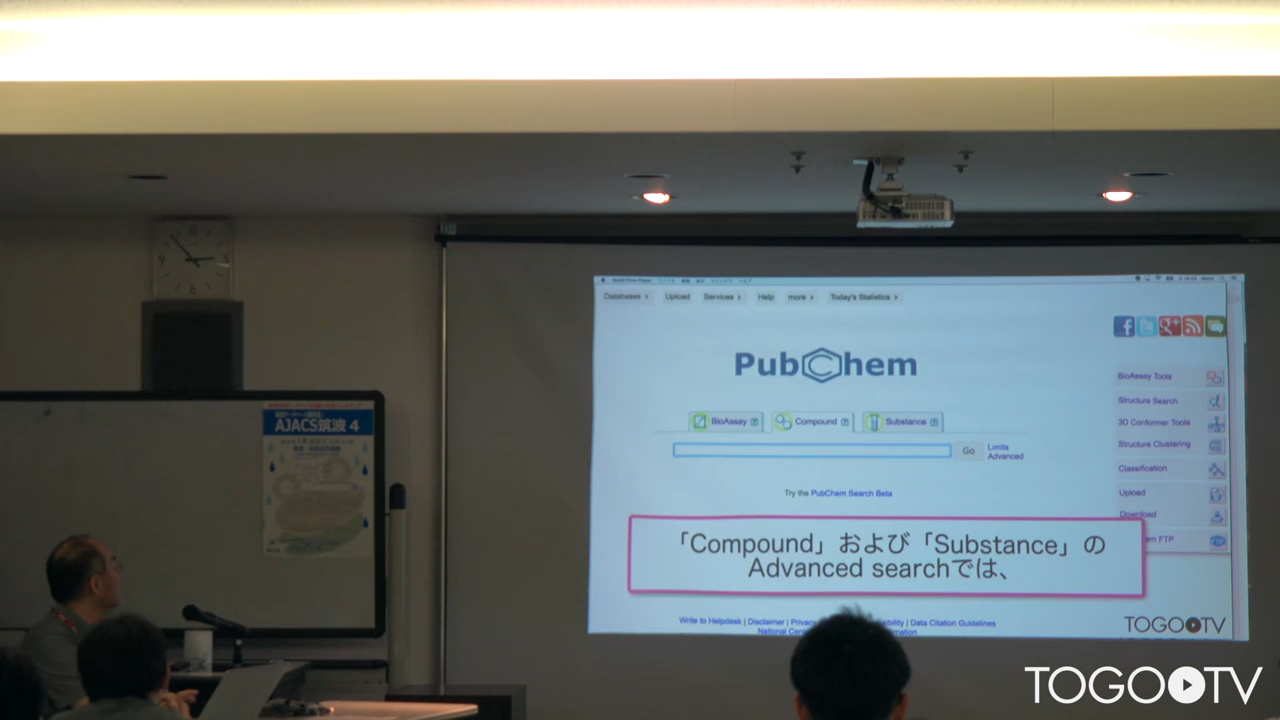 AJACS筑波 4
Databases
Upload
Services
Help
more
Today's Statistics
PubChem
BioAssay
Compound
Substance
Go
Limits
Advanced
Try the PubChem Search Beta
BioAssay Tools
Structure Search
3D Conformer Tools
Structure Clustering
Classification
Upload
Download
FTP
「Compound」および「Substance」の
Advanced searchでは、
Write to Helpdesk | Disclaimer |
| Data Citation Guidelines
National
TOGOTV
TOGOTV